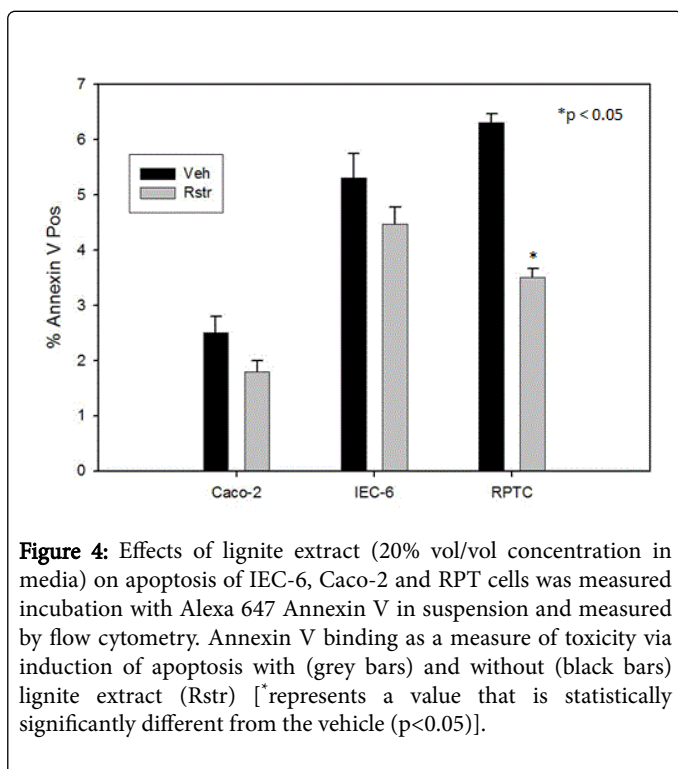 7
*p < 0.05
6
Veh
Rstr
5
% Annexin V Pos
4
*
3
2
1
0
Caco-2 IEC-6 RPTC
Figure 4: Effects of lignite extract (20% vol/vol concentration in
media) on apoptosis of IEC-6, Caco-2 and RPT cells was measured
incubation with Alexa 647 Annexin V in suspension and measured
by flow cytometry. Annexin V binding as a measure of toxicity via
induction of apoptosis with (grey bars) and without (black bars)
lignite extract (Rstr) [*represents a value that is statistically
significantly different from the vehicle (p<0.05)].